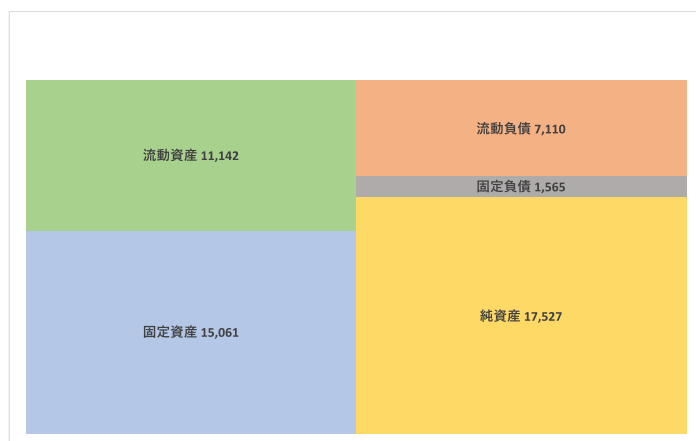 流動資産 11,142
固定資産 15,061
流動負債 7,110
固定負債 1,565
純資産 17,527